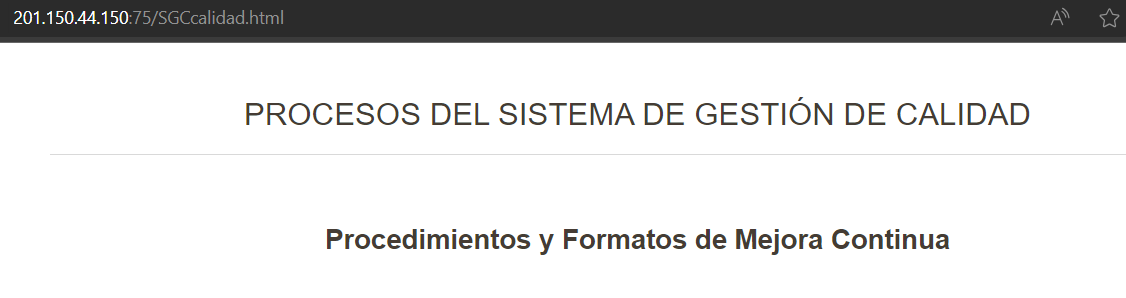 201.150.44.150:75/SGCcalidad.html
PROCESOS DEL SISTEMA DE GESTIÓN DE CALIDAD
Procedimientos y Formatos de Mejora Continua